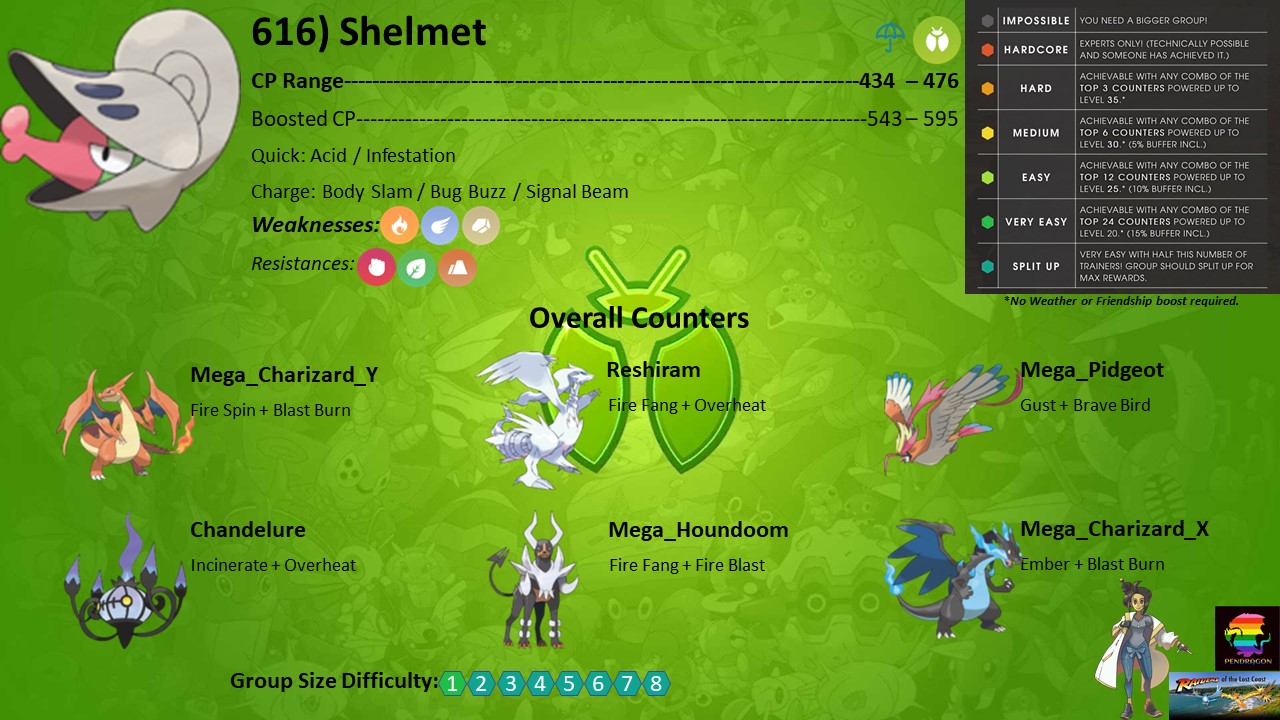 616) Shelmet
CP Range---434 – 476
Boosted CP---543 – 595
Quick: Acid / Infestation
Charge: Body Slam / Bug Buzz / Signal Beam
Weaknesses:
Resistances:
IMPOSSIBLE YOU NEED A BIGGER GROUP!
HARDCORE EXPERTS ONLY! (TECHNICALLY POSSIBLE
AND SOMEONE HAS ACHIEVED IT.)
HARD ACHIEVABLE WITH ANY COMBO OF THE
TOP 3 COUNTERS POWERED UP TO
LEVEL 35.*
MEDIUM ACHIEVABLE WITH ANY COMBO OF THE
TOP 6 COUNTERS POWERED UP TO
LEVEL 30.* (5% BUFFER INCL.)
EASY ACHIEVABLE WITH ANY COMBO OF THE
TOP 12 COUNTERS POWERED UP TO
LEVEL 25.* (10% BUFFER INCL.)
VERY EASY ACHIEVABLE WITH ANY COMBO OF THE
TOP 24 COUNTERS POWERED UP TO
LEVEL 20.* (15% BUFFER INCL.)
SPLIT UP VERY EASY WITH HALF THIS NUMBER OF
TRAINERS! GROUP SHOULD SPLIT UP FOR
MAX REWARDS.
*No Weather or Friendship boost required.
Overall Counters
Mega_Charizard_Y
Fire Spin + Blast Burn
Reshiram
Fire Fang + Overheat
Mega_Pidgeot
Gust + Brave Bird
Chandelure
Incinerate + Overheat
Mega_Houndoom
Fire Fang + Fire Blast
Mega_Charizard_X
Ember + Blast Burn
Group Size Difficulty: 1 2 3 4 5 6 7 8
PENDROGON
RAIDERS of the Lost Coast